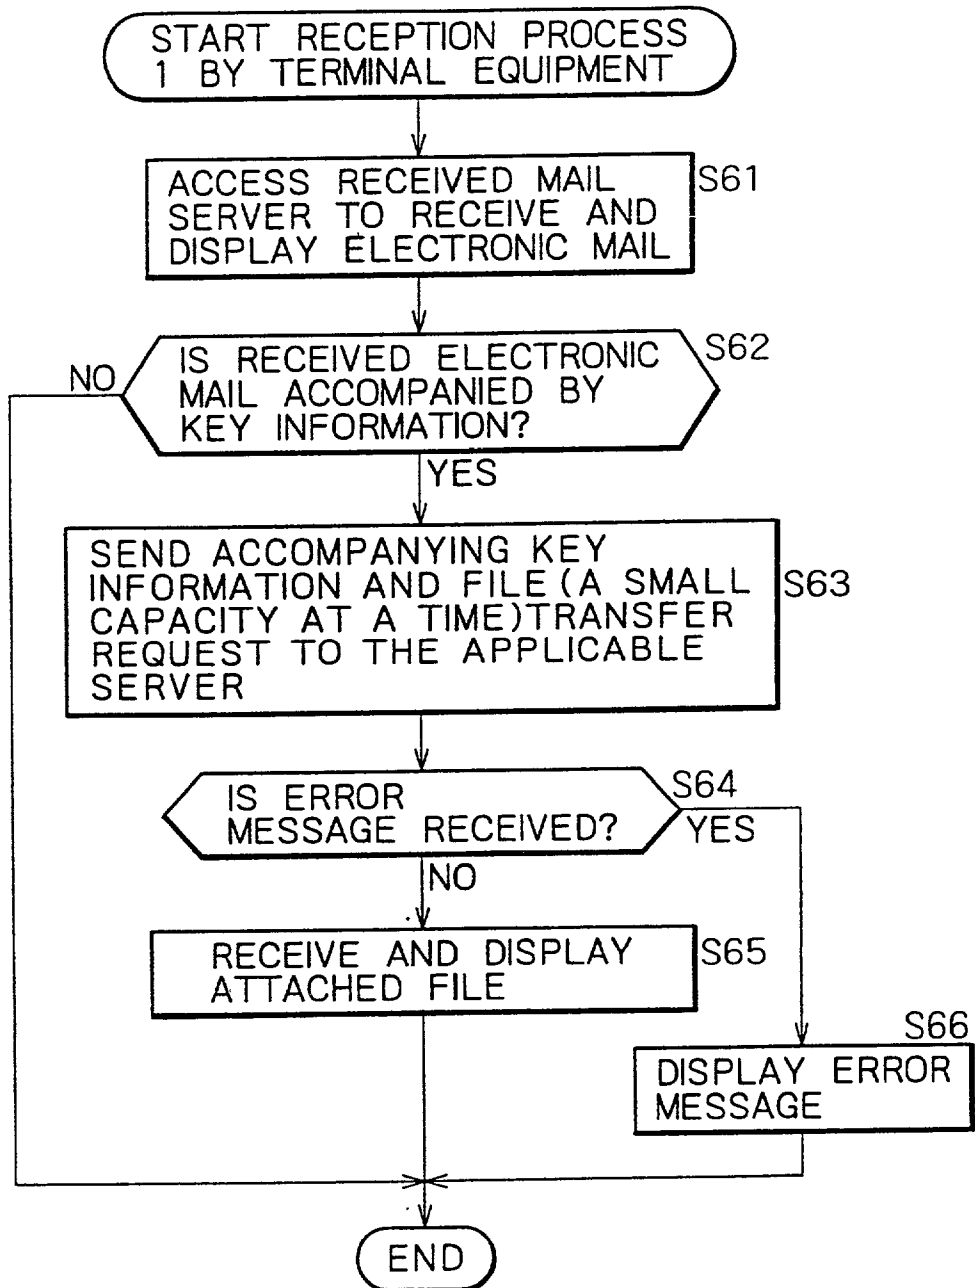 START RECEPTION PROCESS
1 BY TERMINAL EQUIPMENT
ACCESS RECEIVED MAIL
SERVER TO RECEIVE AND
DISPLAY ELECTRONIC MAIL
S61
IS RECEIVED ELECTRONIC
MAIL ACCOMPANIED BY
KEY INFORMATION?
S62
NO
YES
SEND ACCOMPANYING KEY
INFORMATION AND FILE(A SMALL
CAPACITY AT A TIME)TRANSFER
REQUEST TO THE APPLICABLE
SERVER
S63
IS ERROR
MESSAGE RECEIVED?
S64
YES
NO
RECEIVE AND DISPLAY
ATTACHED FILE
S65
S66
DISPLAY ERROR
MESSAGE
END